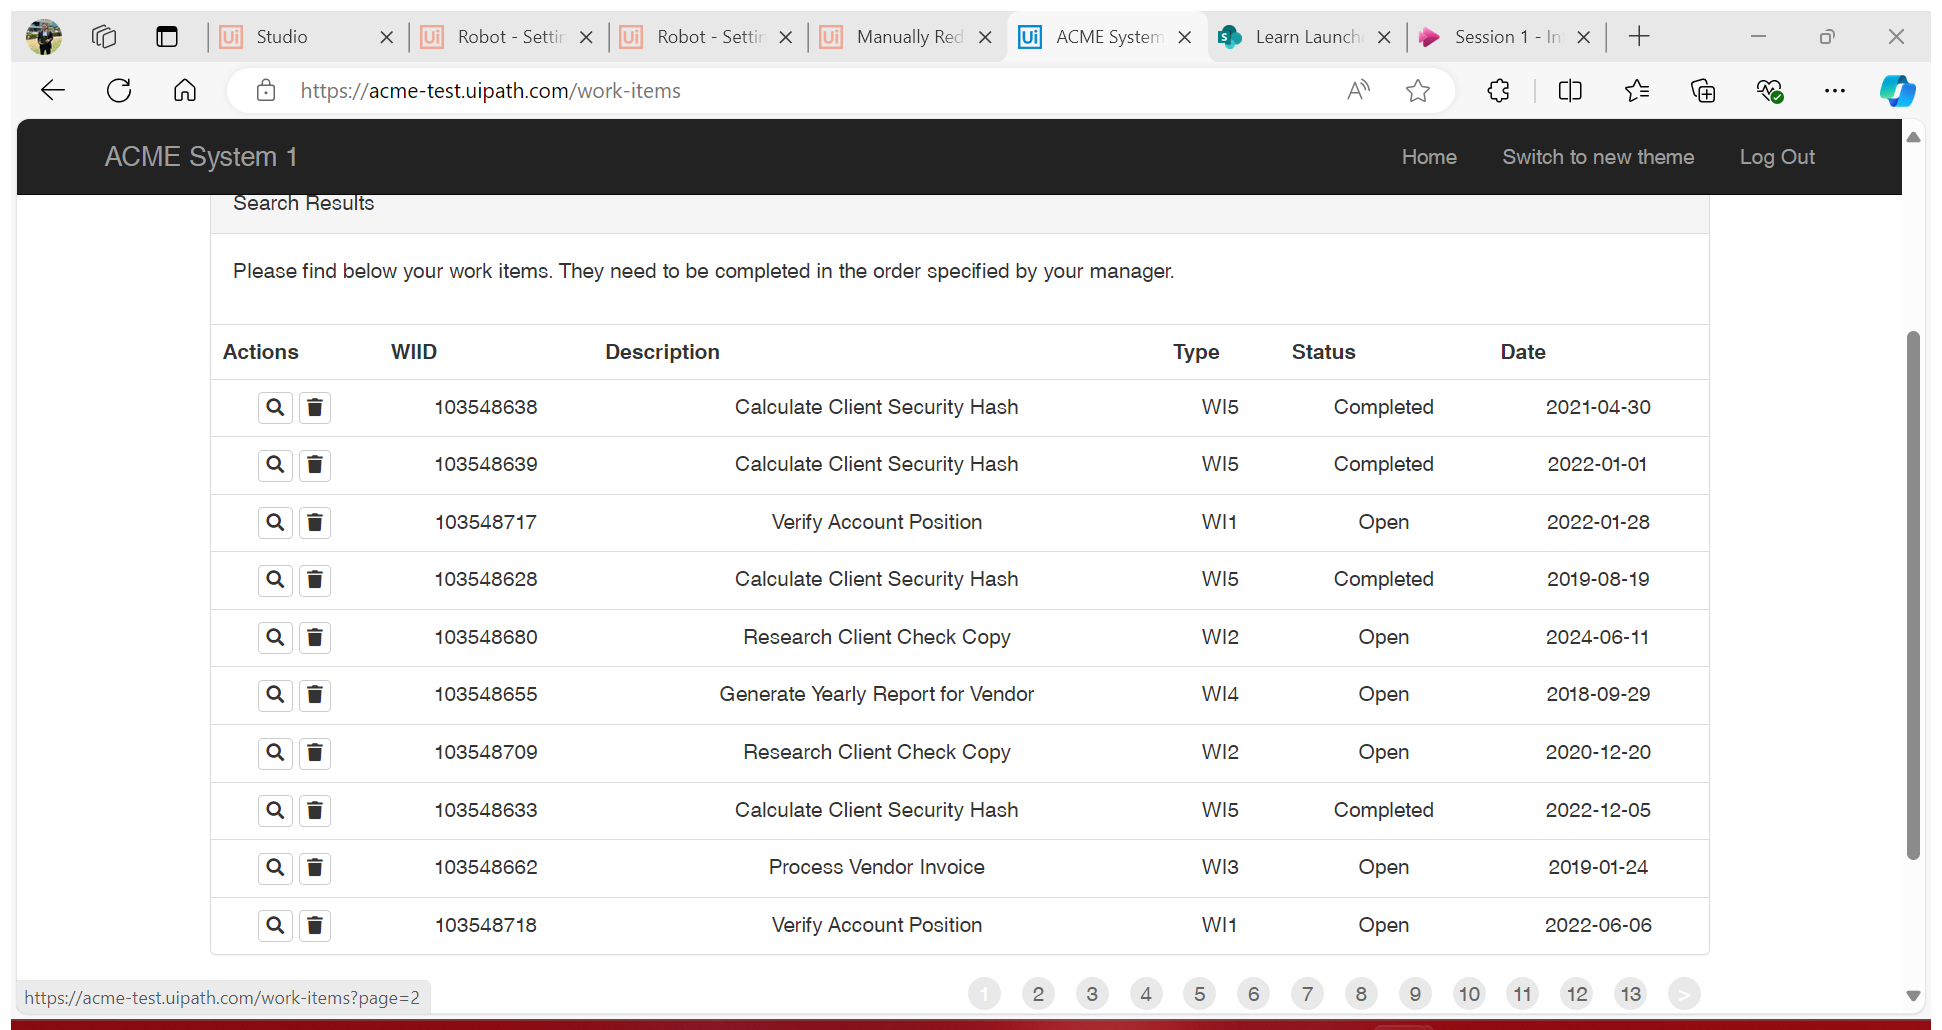 Studio
Robot - Settin
Robot - Settin
Manually Red
ACME System
Learn Launch
Session 1 - In
https://acme-test.uipath.com/work-items
ACME System 1
Home
Switch to new theme
Log Out
Search Results
Please find below your work items. They need to be completed in the order specified by your manager.
Actions WIID Description Type Status Date
103548638 Calculate Client Security Hash WI5 Completed 2021-04-30
103548639 Calculate Client Security Hash WI5 Completed 2022-01-01
103548717 Verify Account Position WI1 Open 2022-01-28
103548628 Calculate Client Security Hash WI5 Completed 2019-08-19
103548680 Research Client Check Copy WI2 Open 2024-06-11
103548655 Generate Yearly Report for Vendor WI4 Open 2018-09-29
103548709 Research Client Check Copy WI2 Open 2020-12-20
103548633 Calculate Client Security Hash WI5 Completed 2022-12-05
103548662 Process Vendor Invoice WI3 Open 2019-01-24
103548718 Verify Account Position WI1 Open 2022-06-06
1 2 3 4 5 6 7 8 9 10 11 12 13 >
https://acme-test.uipath.com/work-items?page=2